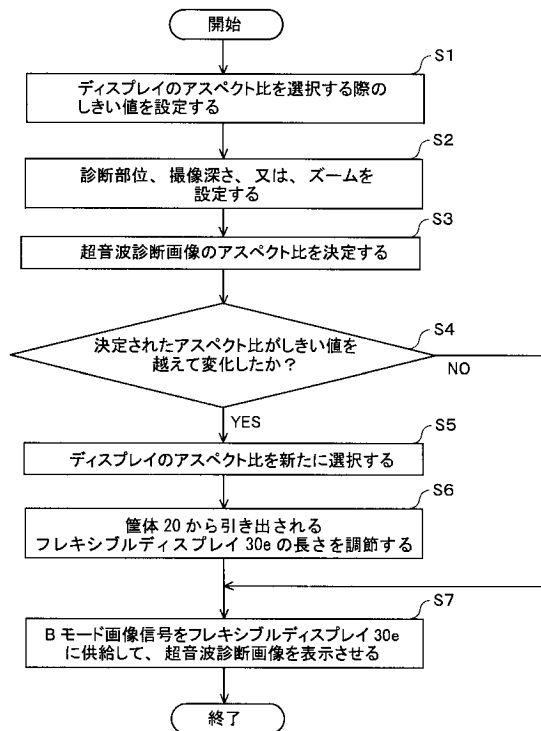 開始
S1
ディスプレイのアスペクト比を選択する際の
しきい値を設定する
S2
診断部位、撮像深さ、又は、ズームを
設定する
S3
超音波診断画像のアスペクト比を決定する
S4
決定されたアスペクト比がしきい値を
越えて変化したか?
NO
YES
S5
ディスプレイのアスペクト比を新たに選択する
S6
筐体20から引き出される
フレキシブルディスプレイ30eの長さを調節する
S7
Bモード画像信号をフレキシブルディスプレイ30e
に供給して、超音波診断画像を表示させる
終了